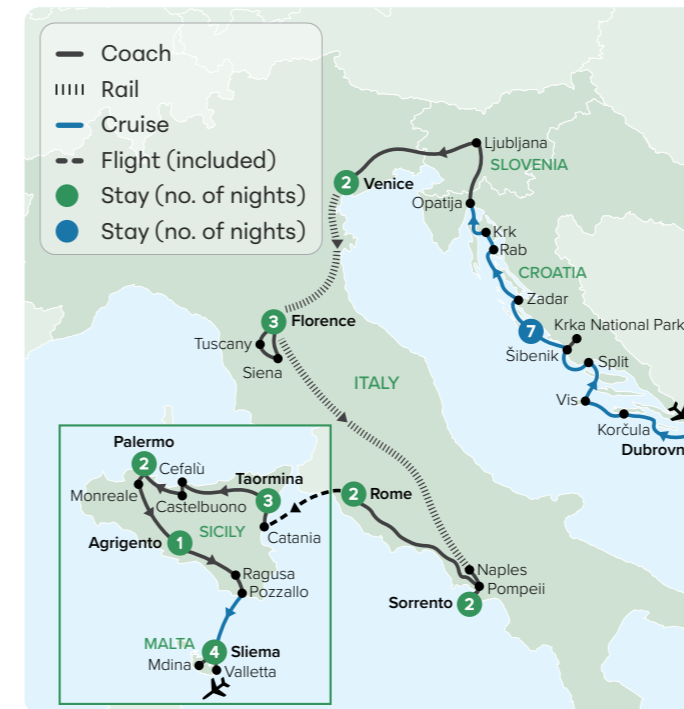 Coach
Rail
Cruise
Flight (included)
Stay (no. of nights)
Stay (no. of nights)
Ljubljana
SLOVENIA
2 Venice
Opatija
Krk
Rab
CROATIA
Zadar
7
Krka National Park
Šibenik
Split
Vis
Korčula
Dubrovn
3 Florence
Tuscany
Siena
ITALY
2 Rome
Naples
Pompeii
Sorrento 2
Palermo
2
Cefalù
Taormina
3
Monreale
Castelbuono
SICILY
Catania
Agrigento 1
Ragusa
Pozzallo
MALTA
4 Sliema
Mdina
Valletta